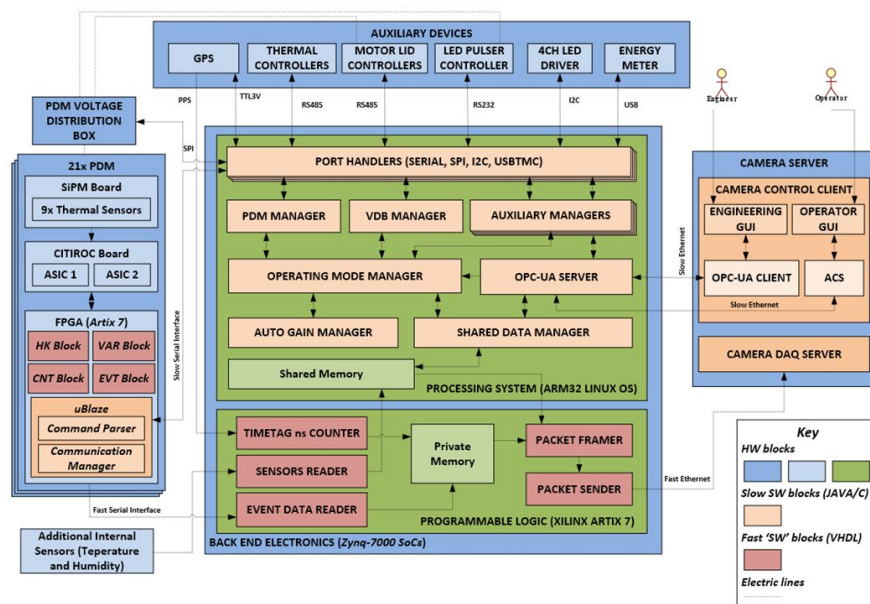 AUXILIARY DEVICES
GPS
THERMAL
CONTROLLERS
MOTOR LID
CONTROLLERS
LED PULSER
CONTROLLER
4CH LED
DRIVER
ENERGY
METER
PPS
TTL3V
RS485
RS485
RS232
I2C
USB
SPI
Engineer
Operator
PDM VOLTAGE
DISTRIBUTION
BOX
21x PDM
SiPM Board
9x Thermal Sensors
CITIROC Board
ASIC 1
ASIC 2
FPGA (Artix 7)
HK Block
VAR Block
CNT Block
EVT Block
uBlaze
Command Parser
Communication
Manager
Slow Serial Interface
Fast Serial Interface
Additional Internal
Sensors (Teperature
and Humidity)
PORT HANDLERS (SERIAL, SPI, I2C, USBTMC)
PDM MANAGER
VDB MANAGER
AUXILIARY MANAGERS
OPERATING MODE MANAGER
OPC-UA SERVER
AUTO GAIN MANAGER
SHARED DATA MANAGER
Shared Memory
PROCESSING SYSTEM (ARM32 LINUX OS)
TIMETAG ns COUNTER
SENSORS READER
EVENT DATA READER
Private
Memory
PACKET FRAMER
PACKET SENDER
PROGRAMMABLE LOGIC (XILINX ARTIX 7)
BACK END ELECTRONICS (Zynq-7000 SoCs)
Slow Ethernet
Slow Ethernet
Fast Ethernet
CAMERA SERVER
CAMERA CONTROL CLIENT
ENGINEERING
GUI
OPERATOR
GUI
OPC-UA CLIENT
ACS
CAMERA DAQ SERVER
Key
HW blocks
Slow SW blocks (JAVA/C)
Fast ‘SW’ blocks (VHDL)
Electric lines